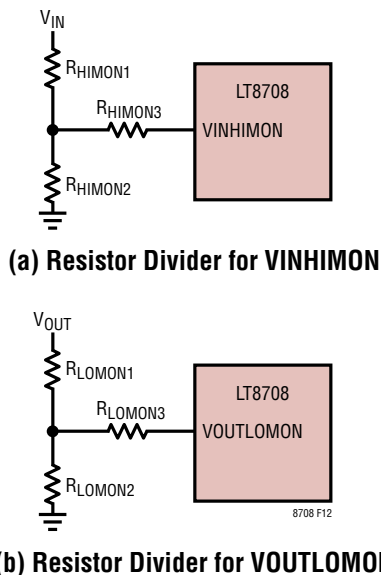 VIN
RHIMON1
RHIMON3
LT8708
VINHIMON
RHIMON2
(a) Resistor Divider for VINHIMON
VOUT
RLOMON1
RLOMON3
LT8708
VOUTLOMON
RLOMON2
8708 F12
(b) Resistor Divider for VOUTLOMON